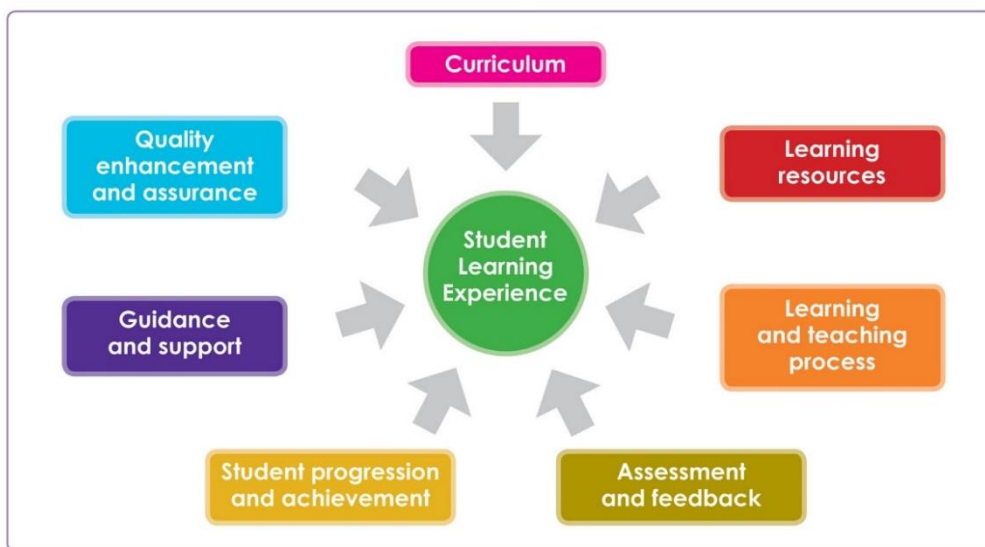 Curriculum
Quality
enhancement
and assurance
Learning
resources
Student
Learning
Experience
Guidance
and support
Learning
and teaching
process
Student progression
and achievement
Assessment
and feedback